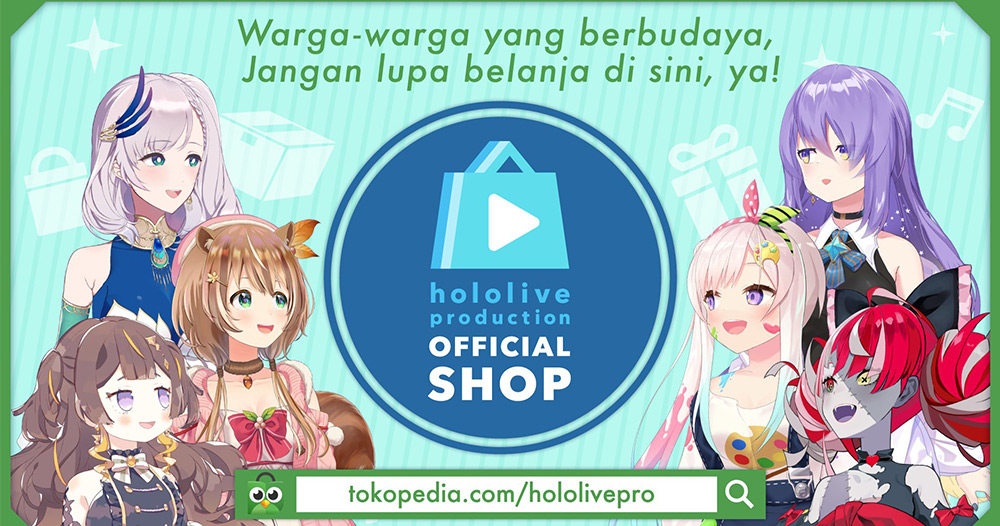 Warga-warga yang berbudaya,
Jangan lupa belanja di sini, ya!
hololive
production
OFFICIAL
SHOP
tokopedia.com/hololivepro